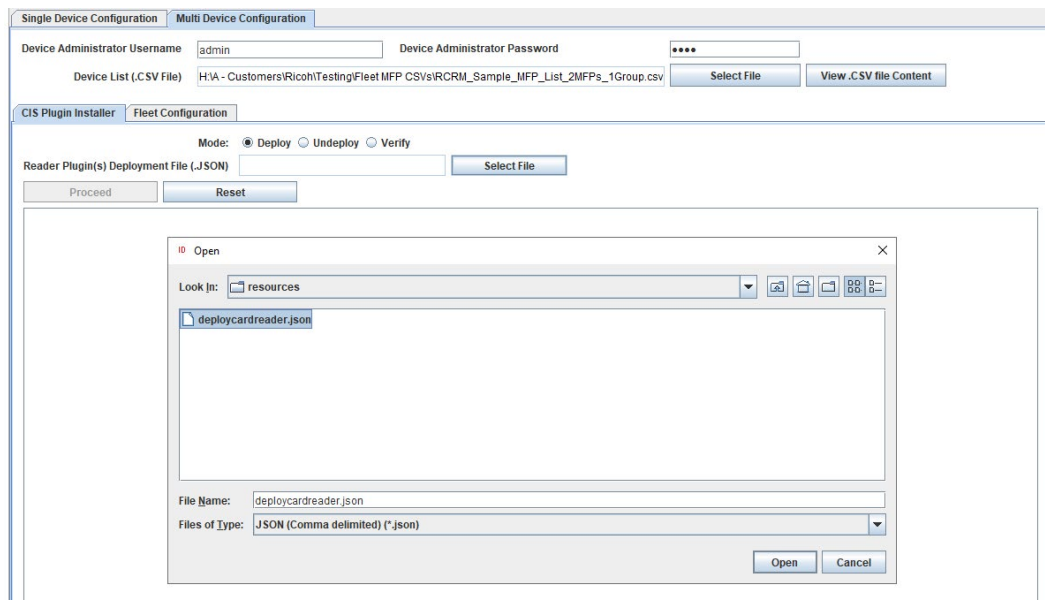 Single Device Configuration Multi Device Configuration
Device Administrator Username admin Device Administrator Password ••••
Device List (.CSV File) H:\A - Customers\Ricoh\Testing\Fleet MFP CSVs\RCRM_Sample_MFP_List_2MFPs_1Group.csv Select File View .CSV file Content
CIS Plugin Installer Fleet Configuration
Mode: Deploy Undeploy Verify
Reader Plugin(s) Deployment File (.JSON) Select File
Proceed Reset
ID Open
Look In: resources
deploycardreader.json
File Name: deploycardreader.json
Files of Type: JSON (Comma delimited) (*.json)
Open Cancel